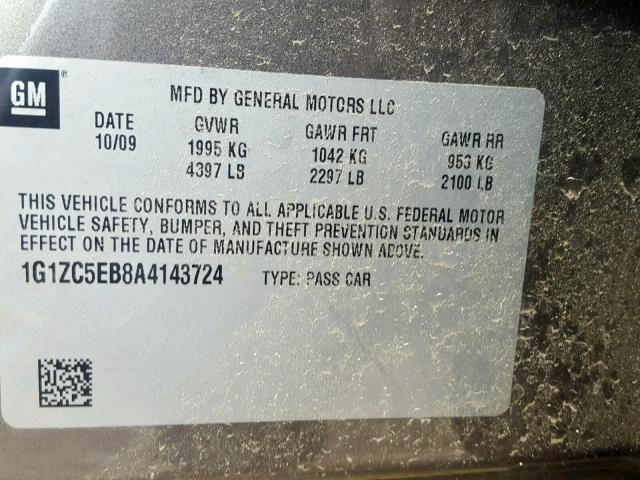 GM
®
MFD BY GENERAL MOTORS LLC
DATE GVWR GAWR FRT GAWR RR
10/09 1995 KG 1042 KG 953 KG
4397 LB 2297 LB 2100 LB
THIS VEHICLE CONFORMS TO ALL APPLICABLE U.S. FEDERAL MOTOR
VEHICLE SAFETY, BUMPER, AND THEFT PREVENTION STANDARDS IN
EFFECT ON THE DATE OF MANUFACTURE SHOWN ABOVE.
1G1ZC5EB8A4143724 TYPE: PASS CAR